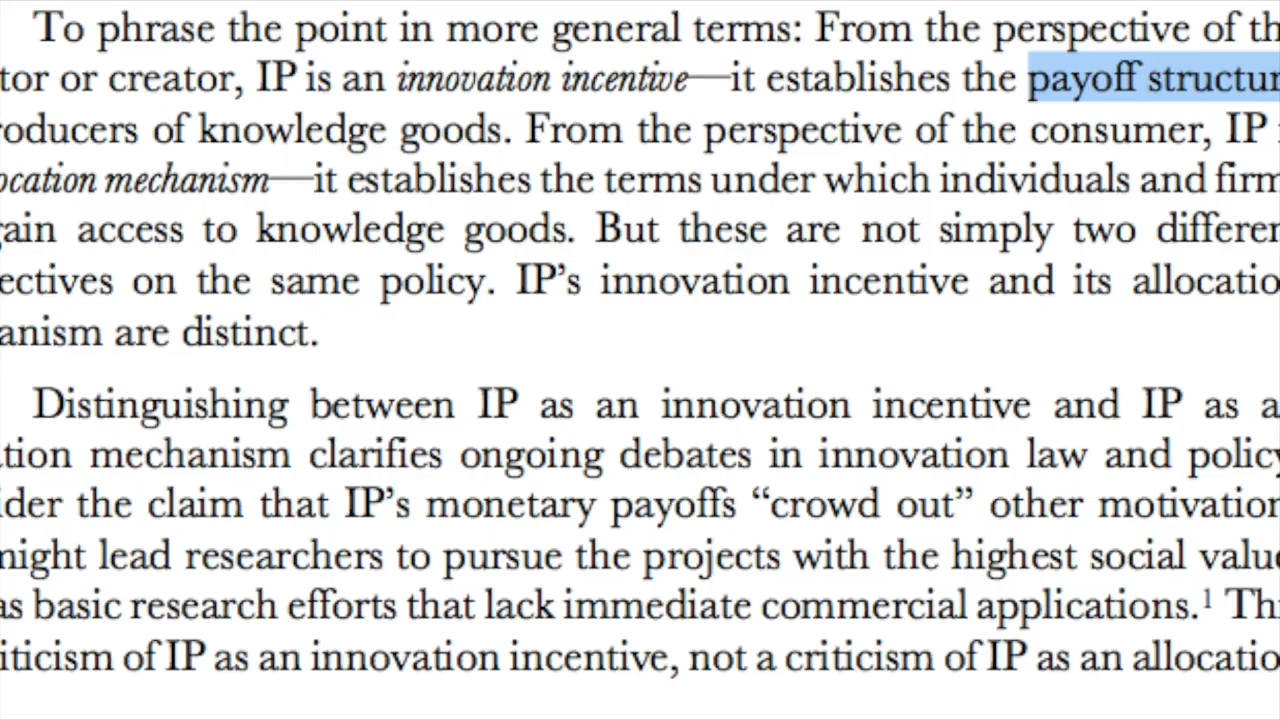 To phrase the point in more general terms: From the perspective of th
tor or creator, IP is an innovation incentive—it establishes the payoff structur
roducers of knowledge goods. From the perspective of the consumer, IP
ocation mechanism—it establishes the terms under which individuals and firm
gain access to knowledge goods. But these are not simply two differen
ectives on the same policy. IP’s innovation incentive and its allocatio
anism are distinct.
Distinguishing between IP as an innovation incentive and IP as a
tion mechanism clarifies ongoing debates in innovation law and policy
ider the claim that IP’s monetary payoffs “crowd out” other motivation
might lead researchers to pursue the projects with the highest social value
as basic research efforts that lack immediate commercial applications.¹ Thi
iticism of IP as an innovation incentive, not a criticism of IP as an allocatio